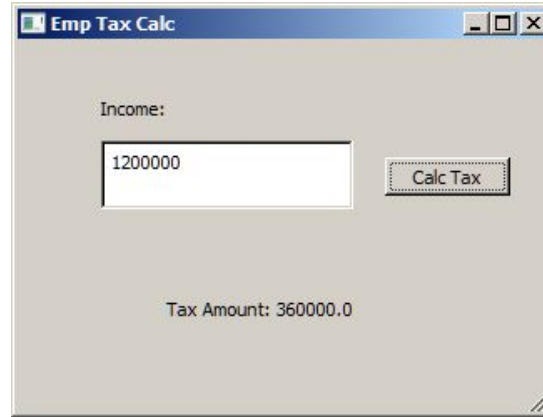 Emp Tax Calc
Income:
1200000
Calc Tax
Tax Amount: 360000.0